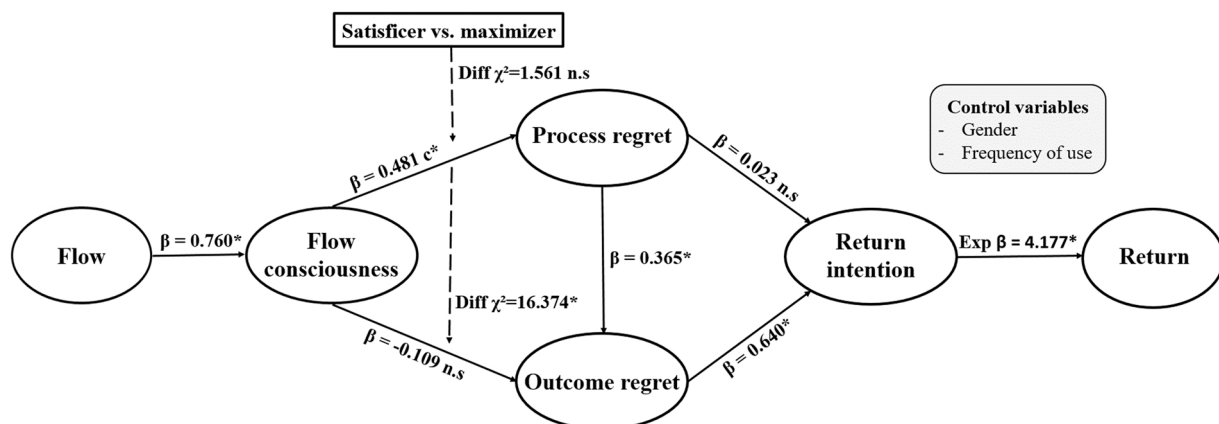 Satisficer vs. maximizer
Diff χ²=1.561 n.s
Control variables
- Gender
- Frequency of use
Process regret
β = 0.481 c*
β = 0.023 n.s
Flow
β = 0.760*
Flow
consciousness
β = 0.365*
Return
intention
Exp β = 4.177*
Return
Diff χ²=16.374*
β = -0.109 n.s
Outcome regret
β = 0.640*